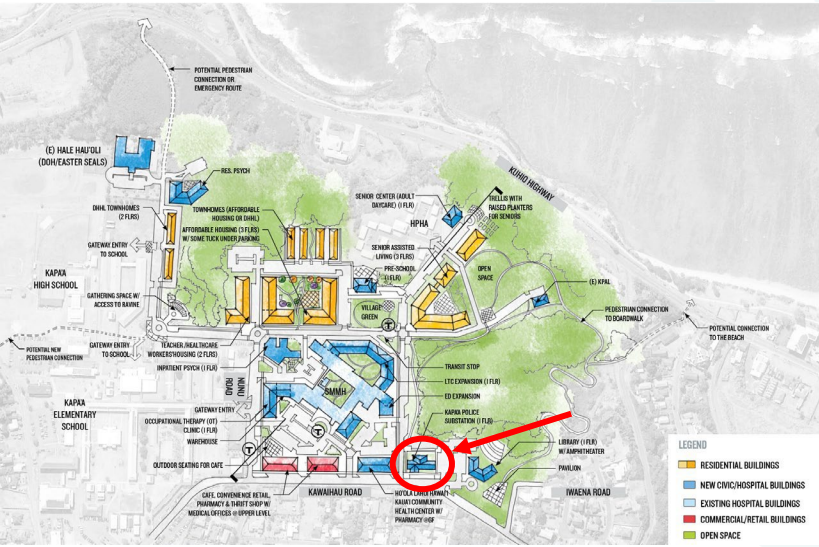 POTENTIAL PEDESTRIAN
CONNECTION OR
EMERGENCY ROUTE
(E) HALE HAU'OLI
(DOH/EASTER SEALS)
RES. PSYCH
KUHIO HIGHWAY
SENIOR CENTER (ADULT
DAYCARE) (1 FLR)
TRELLIS WITH
RAISED PLANTERS
FOR SENIORS
DHHL TOWNHOMES
(2 FLRS)
TOWNHOMES (AFFORDABLE
HOUSING OR DHHL)
HPHA
AFFORDABLE HOUSING (3 FLRS)
W/ SOME TUCK UNDER PARKING
GATEWAY ENTRY
TO SCHOOL
SENIOR ASSISTED
LIVING (3 FLRS)
PRE-SCHOOL
(1 FLR)
OPEN
SPACE
(E) KPAL
KAPA'A
HIGH SCHOOL
GATHERING SPACE W/
ACCESS TO RAVINE
VILLAGE
GREEN
T
PEDESTRIAN CONNECTION
TO BOARDWALK
POTENTIAL CONNECTION
TO THE BEACH
POTENTIAL NEW
PEDESTRIAN CONNECTION
GATEWAY ENTRY
TO SCHOOL
TEACHER /HEALTHCARE
WORKERS'HOUSING (2 FLRS)
INPATIENT PSYCH (1 FLR)
NUNU
ROAD
TRANSIT STOP
LTC EXPANSION (1 FLR)
ED EXPANSION
SMMH
KAPA'A
ELEMENTARY
SCHOOL
GATEWAY ENTRY
OCCUPATIONAL THERAPY (OT)
CLINIC (1 FLR)
WAREHOUSE
T
KAPA'A POLICE
SUBSTATION (1 FLR)
LIBRARY (1 FLR)
W/ AMPHITHEATER
OUTDOOR SEATING FOR CAFE
PAVILION
CAFE, CONVENIENCE RETAIL,
PHARMACY & THRIFT SHOP W/
MEDICAL OFFICES @ UPPER LEVEL
KAWAIHAU ROAD
HO'OLA LAHUI HAWAI'I
KAUA'I COMMUNITY
HEALTH CENTER W/
PHARMACY @GF
IWAENA ROAD
LEGEND
RESIDENTIAL BUILDINGS
NEW CIVIC/HOSPITAL BUILDINGS
EXISTING HOSPITAL BUILDINGS
COMMERCIAL/RETAIL BUILDINGS
OPEN SPACE